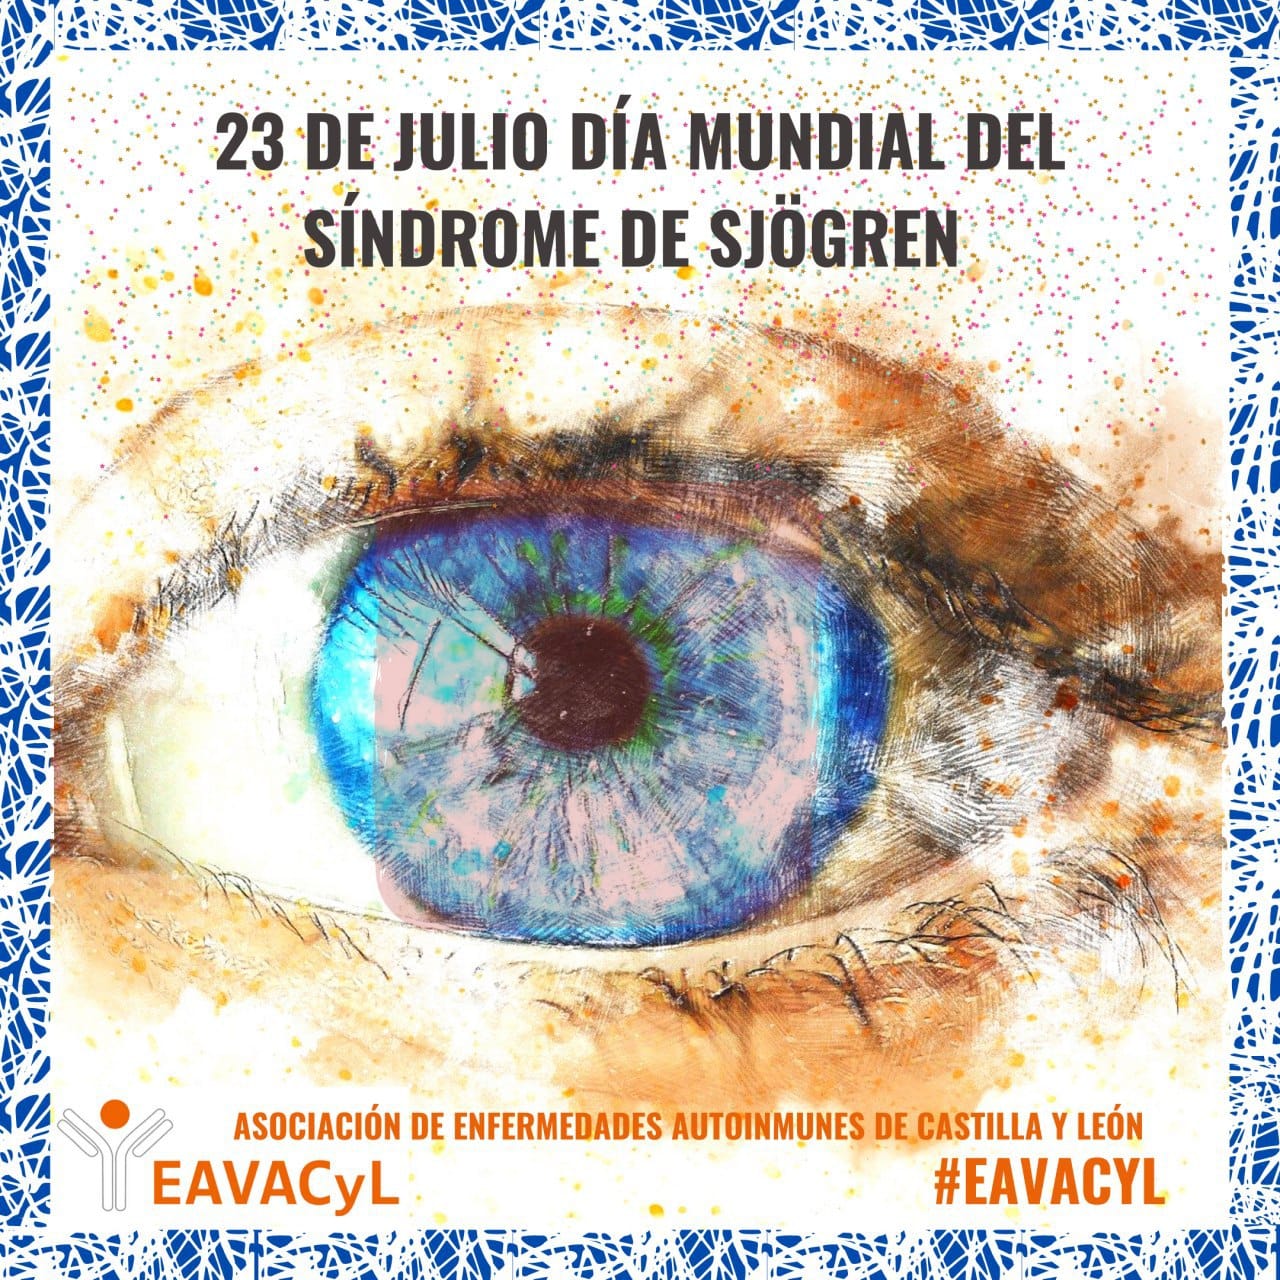 23 DE JULIO DÍA MUNDIAL DEL
SÍNDROME DE SJÖGREN
ASOCIACIÓN DE ENFERMEDADES AUTOINMUNES DE CASTILLA Y LEÓN
EAVACyL
#EAVACYL